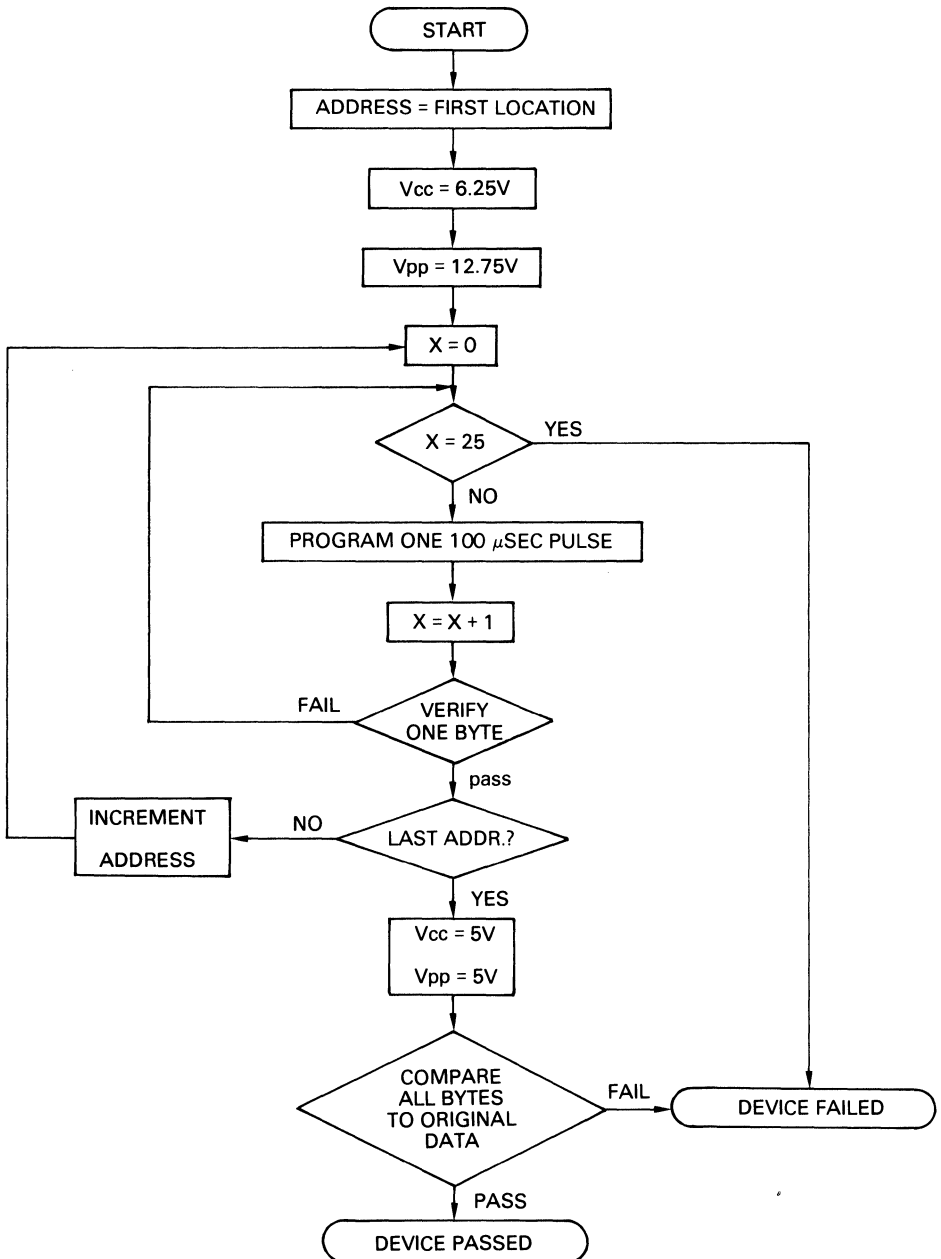 START
ADDRESS = FIRST LOCATION
Vcc = 6.25V
Vpp = 12.75V
X = 0
X = 25
YES
NO
PROGRAM ONE 100 μSEC PULSE
X = X + 1
FAIL
VERIFY
ONE BYTE
pass
INCREMENT
ADDRESS
NO
LAST ADDR.?
YES
Vcc = 5V
Vpp = 5V
COMPARE
ALL BYTES
TO ORIGINAL
DATA
FAIL
DEVICE FAILED
PASS
DEVICE PASSED